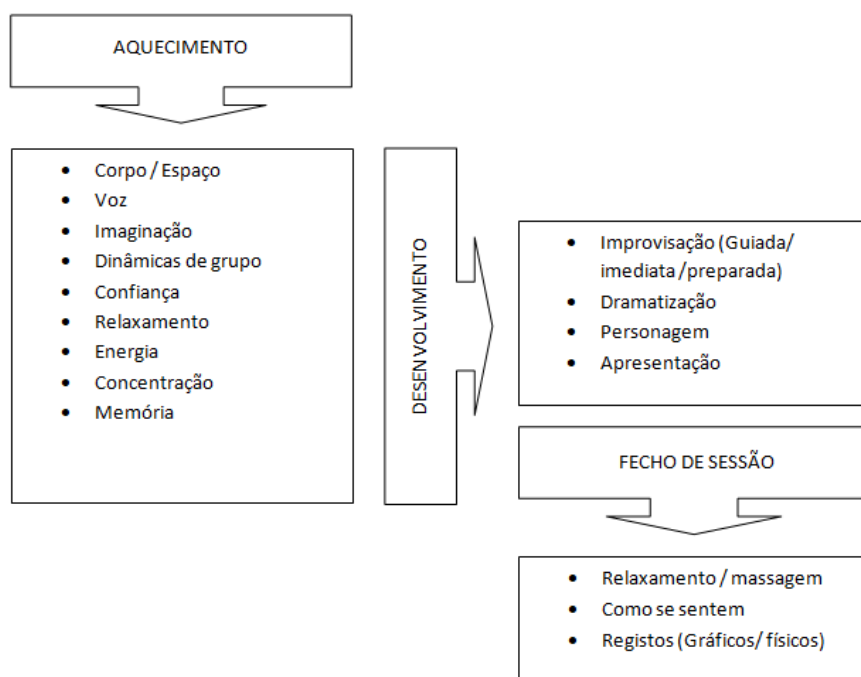 AQUECIMENTO
• Corpo / Espaço
• Voz
• Imaginação
• Dinâmicas de grupo
• Confiança
• Relaxamento
• Energia
• Concentração
• Memória
DESENVOLVIMENTO
• Improvisação (Guiada/
imediata /preparada)
• Dramatização
• Personagem
• Apresentação
FECHO DE SESSÃO
• Relaxamento / massagem
• Como se sentem
• Registos (Gráficos/ físicos)